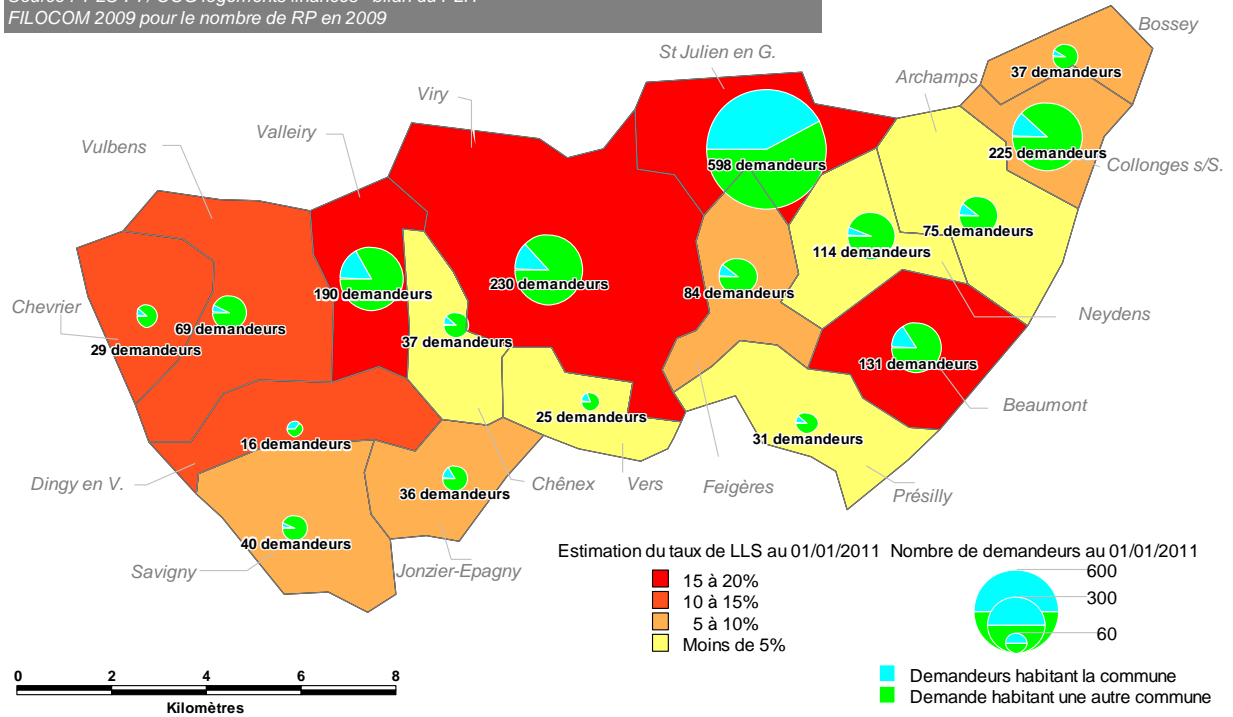 FILOCOM 2009 pour le nombre de RP en 2009
Bossey
St Julien en G.
37 demandeurs
Archamps
Viry
Valleiry
Vulbens
598 demandeurs
225 demandeurs
Collonges s/S.
75 demandeurs
114 demandeurs
230 demandeurs
190 demandeurs
84 demandeurs
Chevrier
69 demandeurs
Neydens
29 demandeurs
37 demandeurs
131 demandeurs
Beaumont
25 demandeurs
16 demandeurs
31 demandeurs
Dingy en V.
36 demandeurs
Chênex
Vers
Feigères
Présilly
40 demandeurs
Savigny
Jonzier-Epagny
Estimation du taux de LLS au 01/01/2011
15 à 20%
10 à 15%
5 à 10%
Moins de 5%
Nombre de demandeurs au 01/01/2011
600
300
60
Demandeurs habitant la commune
Demande habitant une autre commune
0 2 4 6 8
Kilomètres